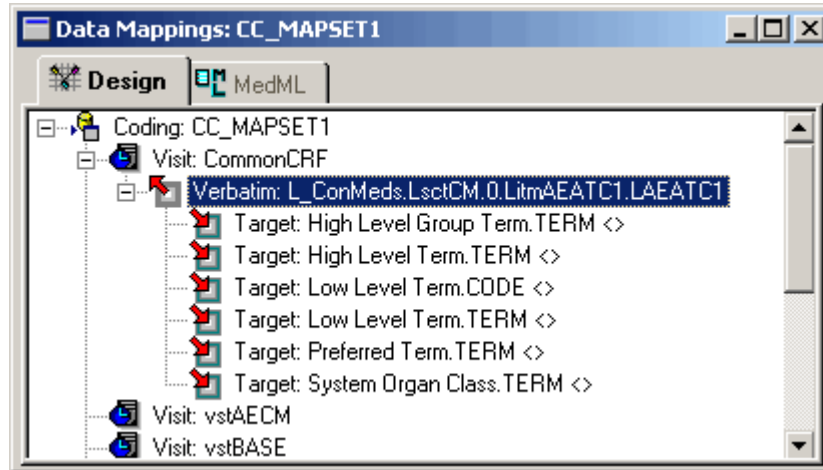 Data Mappings: CC_MAPSET1
Design MedML
Coding: CC_MAPSET1
Visit: CommonCRF
Verbatim: L_ConMeds.LsctCM.0.LitmAEATC1.LAEATC1
Target: High Level Group Term.TERM <>
Target: High Level Term.TERM <>
Target: Low Level Term.CODE <>
Target: Low Level Term.TERM <>
Target: Preferred Term.TERM <>
Target: System Organ Class.TERM <>
Visit: vstAECM
Visit: vstBASE